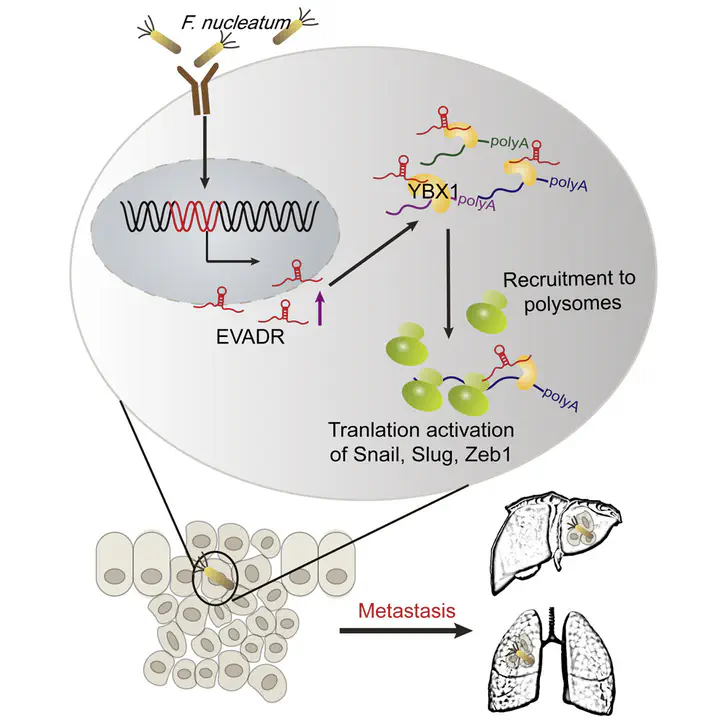 F. nucleatum
polyA
polyA
YBX1
polyA
Recruitment to
polysomes
EVADR
polyA
Tranlation activation
of Snail, Slug, Zeb1
Metastasis